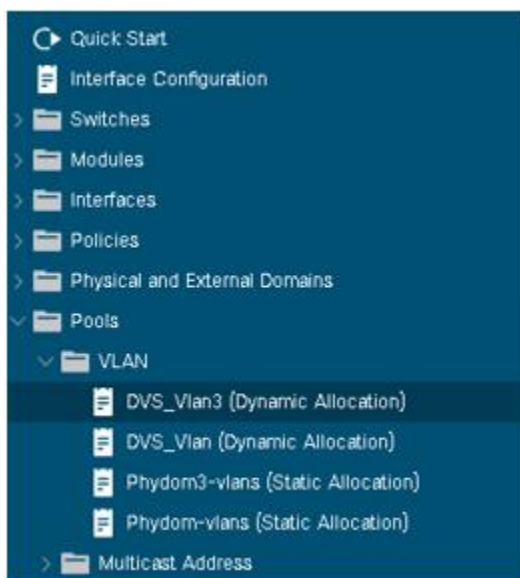 Quick Start
Interface Configuration
Switches
Modules
Interfaces
Policies
Physical and External Domains
Pools
VLAN
DVS_Vlan3 (Dynamic Allocation)
DVS_Vlan (Dynamic Allocation)
Phydom3-vlans (Static Allocation)
Phydom-vlans (Static Allocation)
Multicast Address